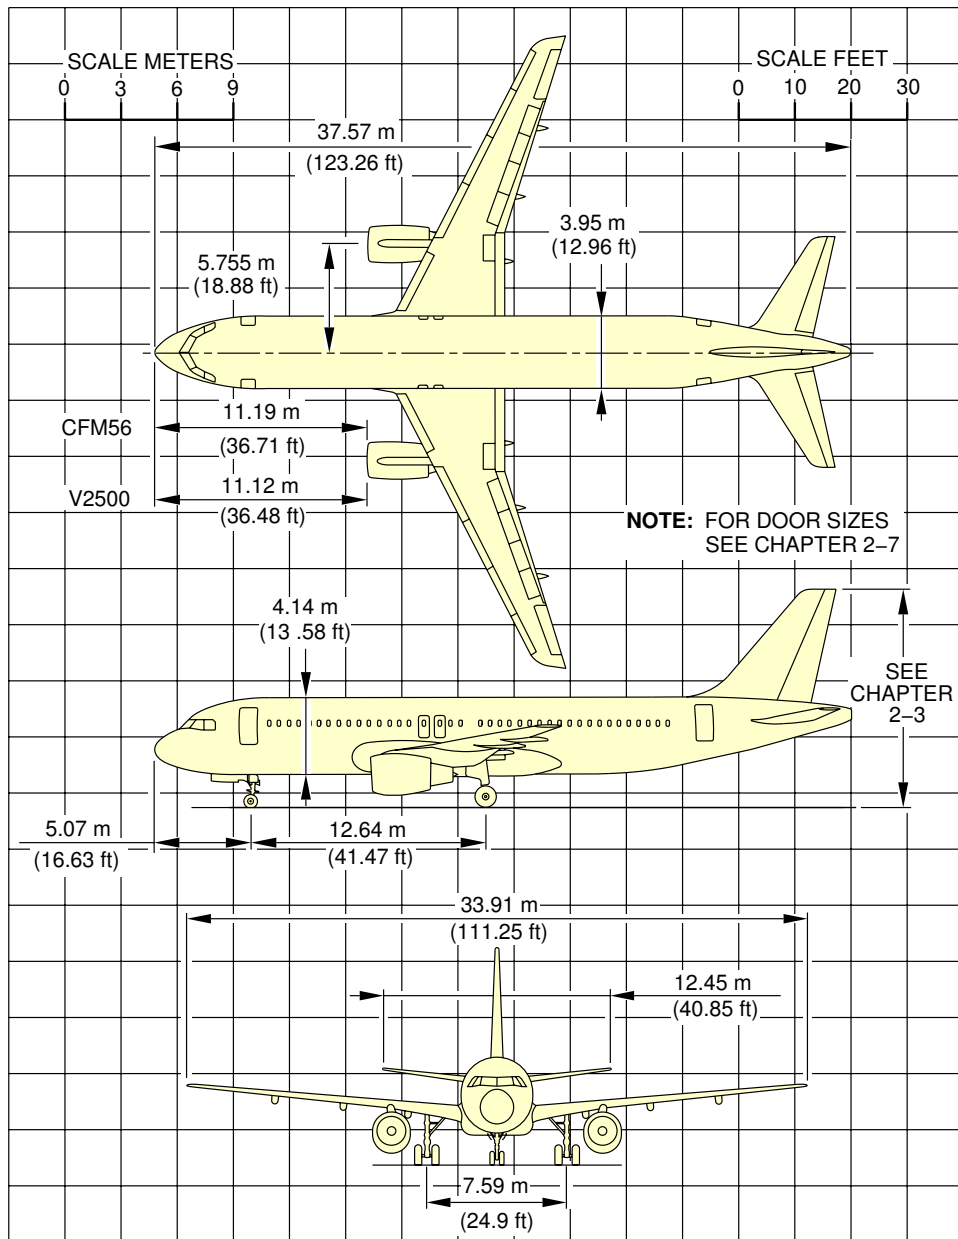 SCALE METERS
0 3 6 9
SCALE FEET
0 10 20 30
37.57 m
(123.26 ft)
3.95 m
(12.96 ft)
5.755 m
(18.88 ft)
CFM56
11.19 m
(36.71 ft)
V2500
11.12 m
(36.48 ft)
NOTE: FOR DOOR SIZES
SEE CHAPTER 2–7
4.14 m
(13 .58 ft)
SEE
CHAPTER
2–3
5.07 m
(16.63 ft)
12.64 m
(41.47 ft)
33.91 m
(111.25 ft)
12.45 m
(40.85 ft)
7.59 m
(24.9 ft)